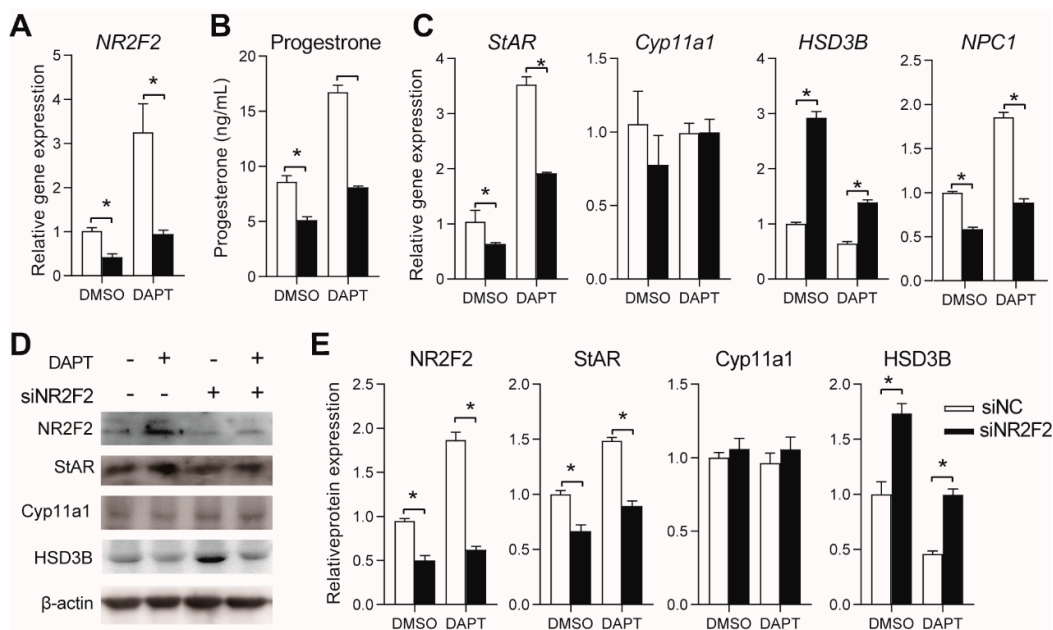 A
NR2F2
Relative gene expresstion
5
4
3
2
1
0
*
*
DMSO DAPT
B
Progestrone
Progesterone (ng/mL)
20
15
10
5
0
*
DMSO DAPT
C
StAR
Relative gene expresstion
4
3
2
1
0
*
*
DMSO DAPT
Cyp11a1
1.5
1.0
0.5
0.0
DMSO DAPT
HSD3B
4
3
2
1
0
*
*
DMSO DAPT
NPC1
2.5
2.0
1.5
1.0
0.5
0.0
*
*
DMSO DAPT
D
DAPT - + - +
siNR2F2 - - + +
NR2F2
StAR
Cyp11a1
HSD3B
β-actin
E
NR2F2
Relativeprotein expression
2.5
2.0
1.5
1.0
0.5
0.0
*
*
DMSO DAPT
StAR
2.0
1.5
1.0
0.5
0.0
*
*
DMSO DAPT
Cyp11a1
1.5
1.0
0.5
0.0
DMSO DAPT
HSD3B
2.0
1.5
1.0
0.5
0.0
*
*
DMSO DAPT
siNC
siNR2F2